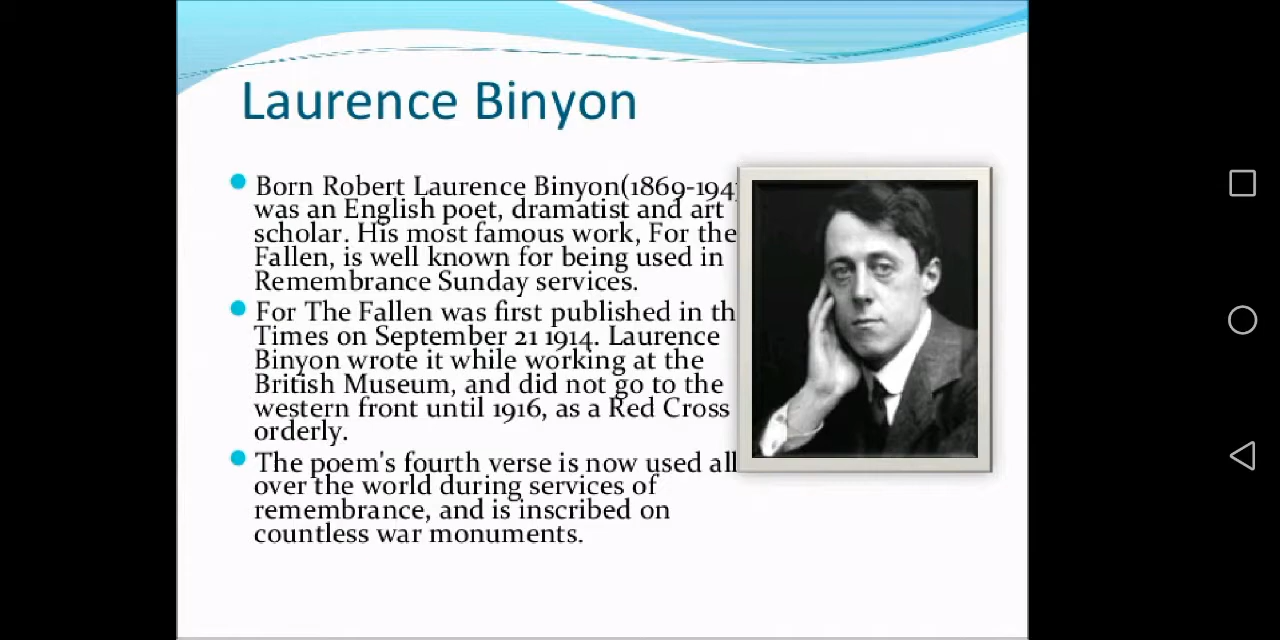 Laurence Binyon
Born Robert Laurence Binyon(1869-194
was an English poet, dramatist and art
scholar. His most famous work, For the
Fallen, is well known for being used in
Remembrance Sunday services.
For The Fallen was first published in th
Times on September 21 1914. Laurence
Binyon wrote it while working at the
British Museum, and did not go to the
western front until 1916, as a Red Cross
orderly.
The poem's fourth verse is now used all
over the world during services of
remembrance, and is inscribed on
countless war monuments.